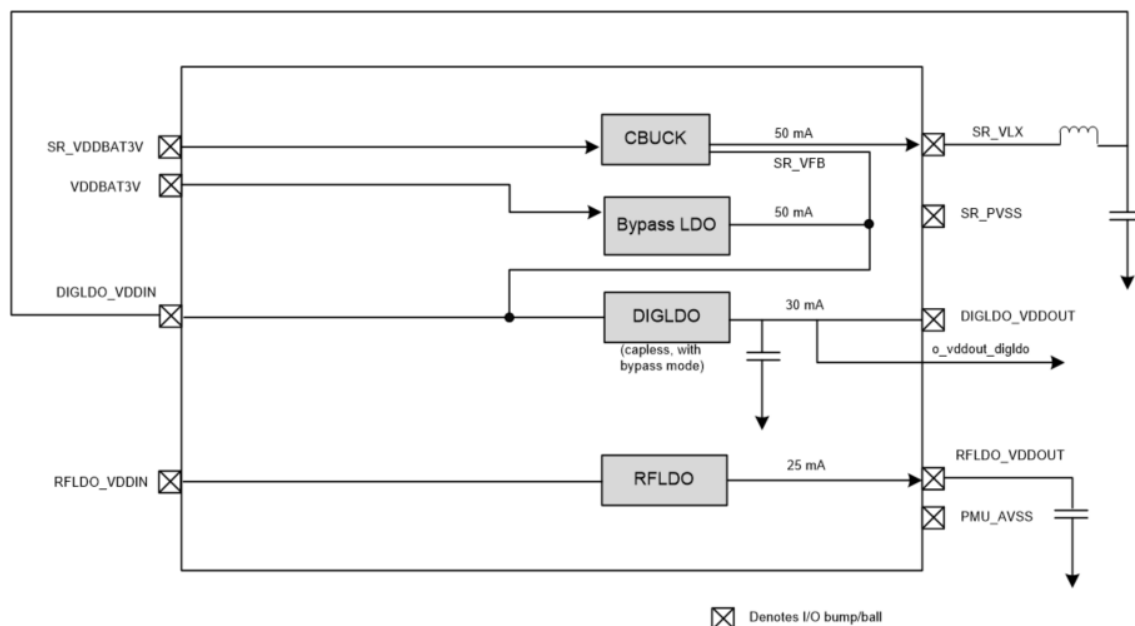 CBUCK
50 mA
SR_VLX
SR_VDDBAT3V
SR_VFB
VDDBAT3V
Bypass LDO
50 mA
SR_PVSS
DIGLDO_VDDIN
DIGLDO
30 mA
DIGLDO_VDDOUT
(capless, with
bypass mode)
o_vddout_digldo
RFLDO_VDDIN
RFLDO
25 mA
RFLDO_VDDOUT
PMU_AVSS
Denotes I/O bump/ball